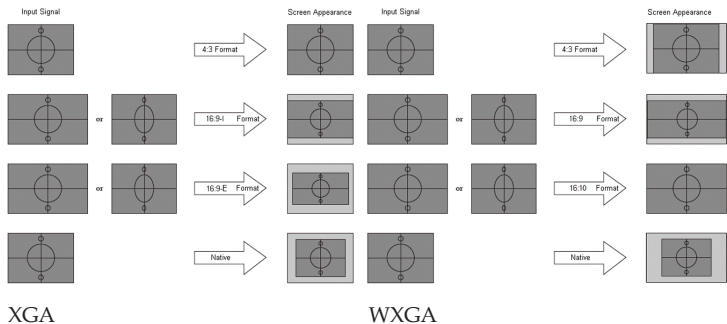 Input Signal Screen Appearance Input Signal Screen Appearance
4:3 Format 4:3 Format
or 16:9-I Format or 16:9 Format
or 16:9-E Format or 16:10 Format
Native Native
XGA WXGA